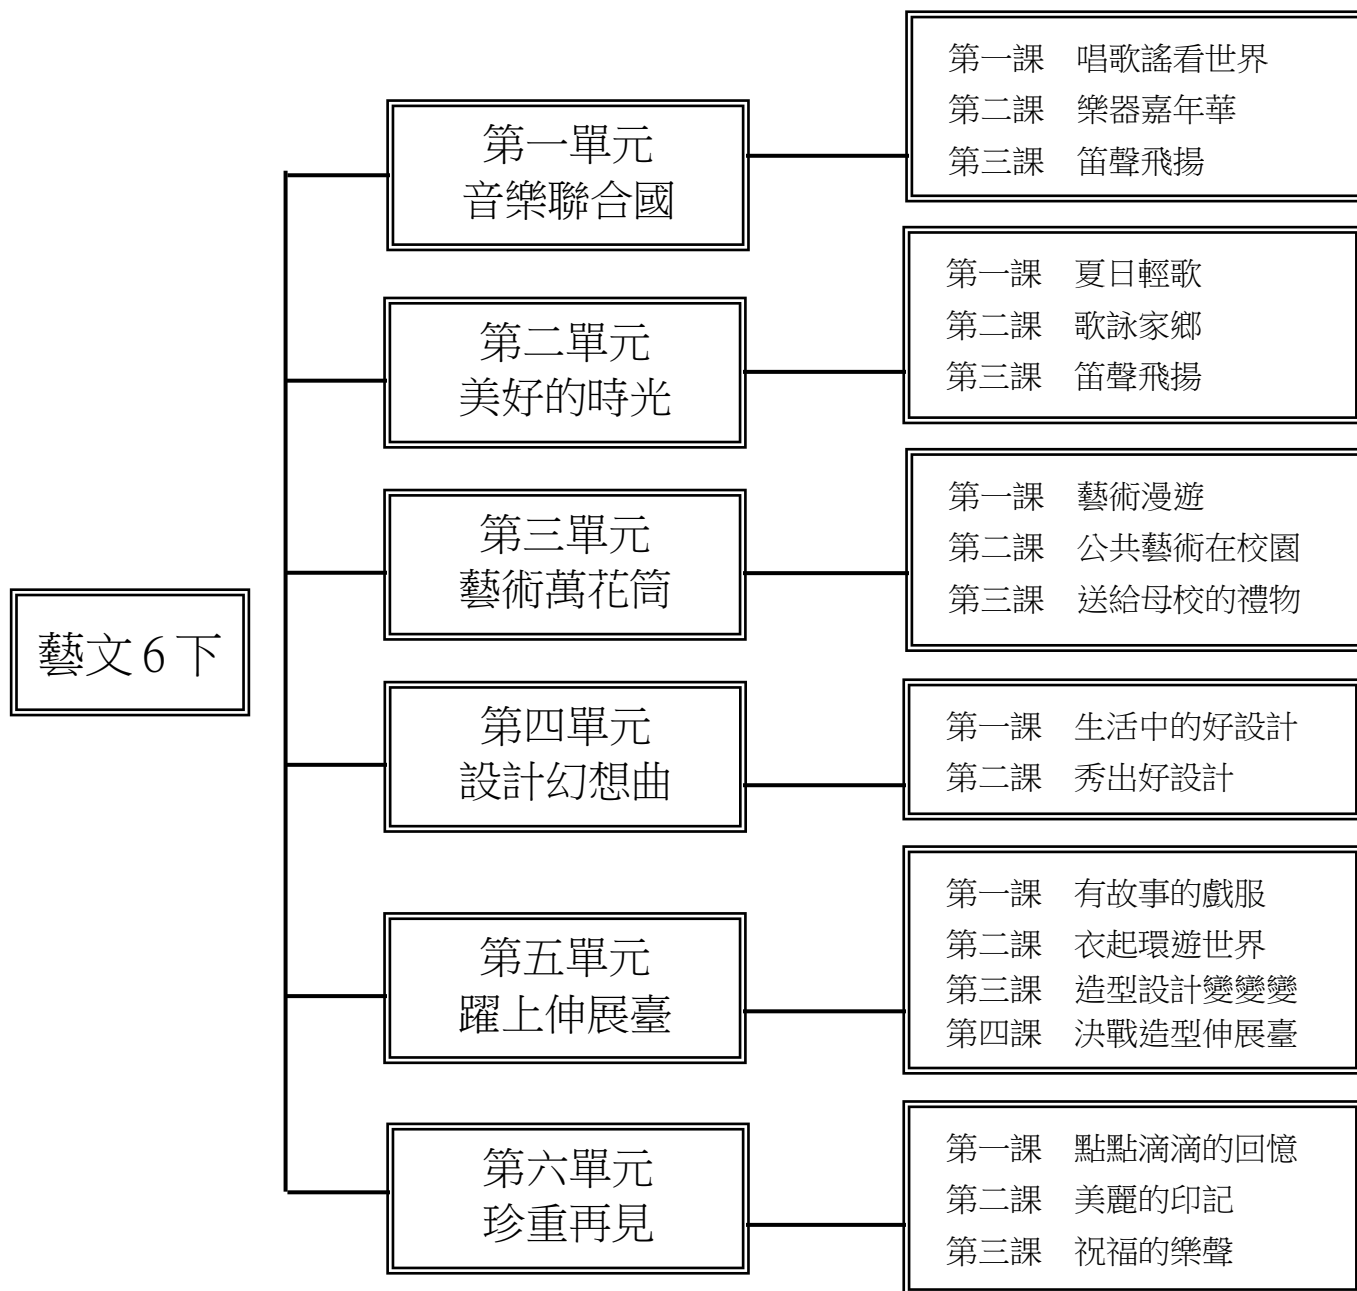 藝文6下
第一單元
音樂聯合國
第一課　唱歌謠看世界
第二課　樂器嘉年華
第三課　笛聲飛揚
第二單元
美好的時光
第一課　夏日輕歌
第二課　歌詠家鄉
第三課　笛聲飛揚
第三單元
藝術萬花筒
第一課　藝術漫遊
第二課　公共藝術在校園
第三課　送給母校的禮物
第四單元
設計幻想曲
第一課　生活中的好設計
第二課　秀出好設計
第五單元
躍上伸展臺
第一課　有故事的戲服
第二課　衣起環遊世界
第三課　造型設計變變變
第四課　決戰造型伸展臺
第六單元
珍重再見
第一課　點點滴滴的回憶
第二課　美麗的印記
第三課　祝福的樂聲